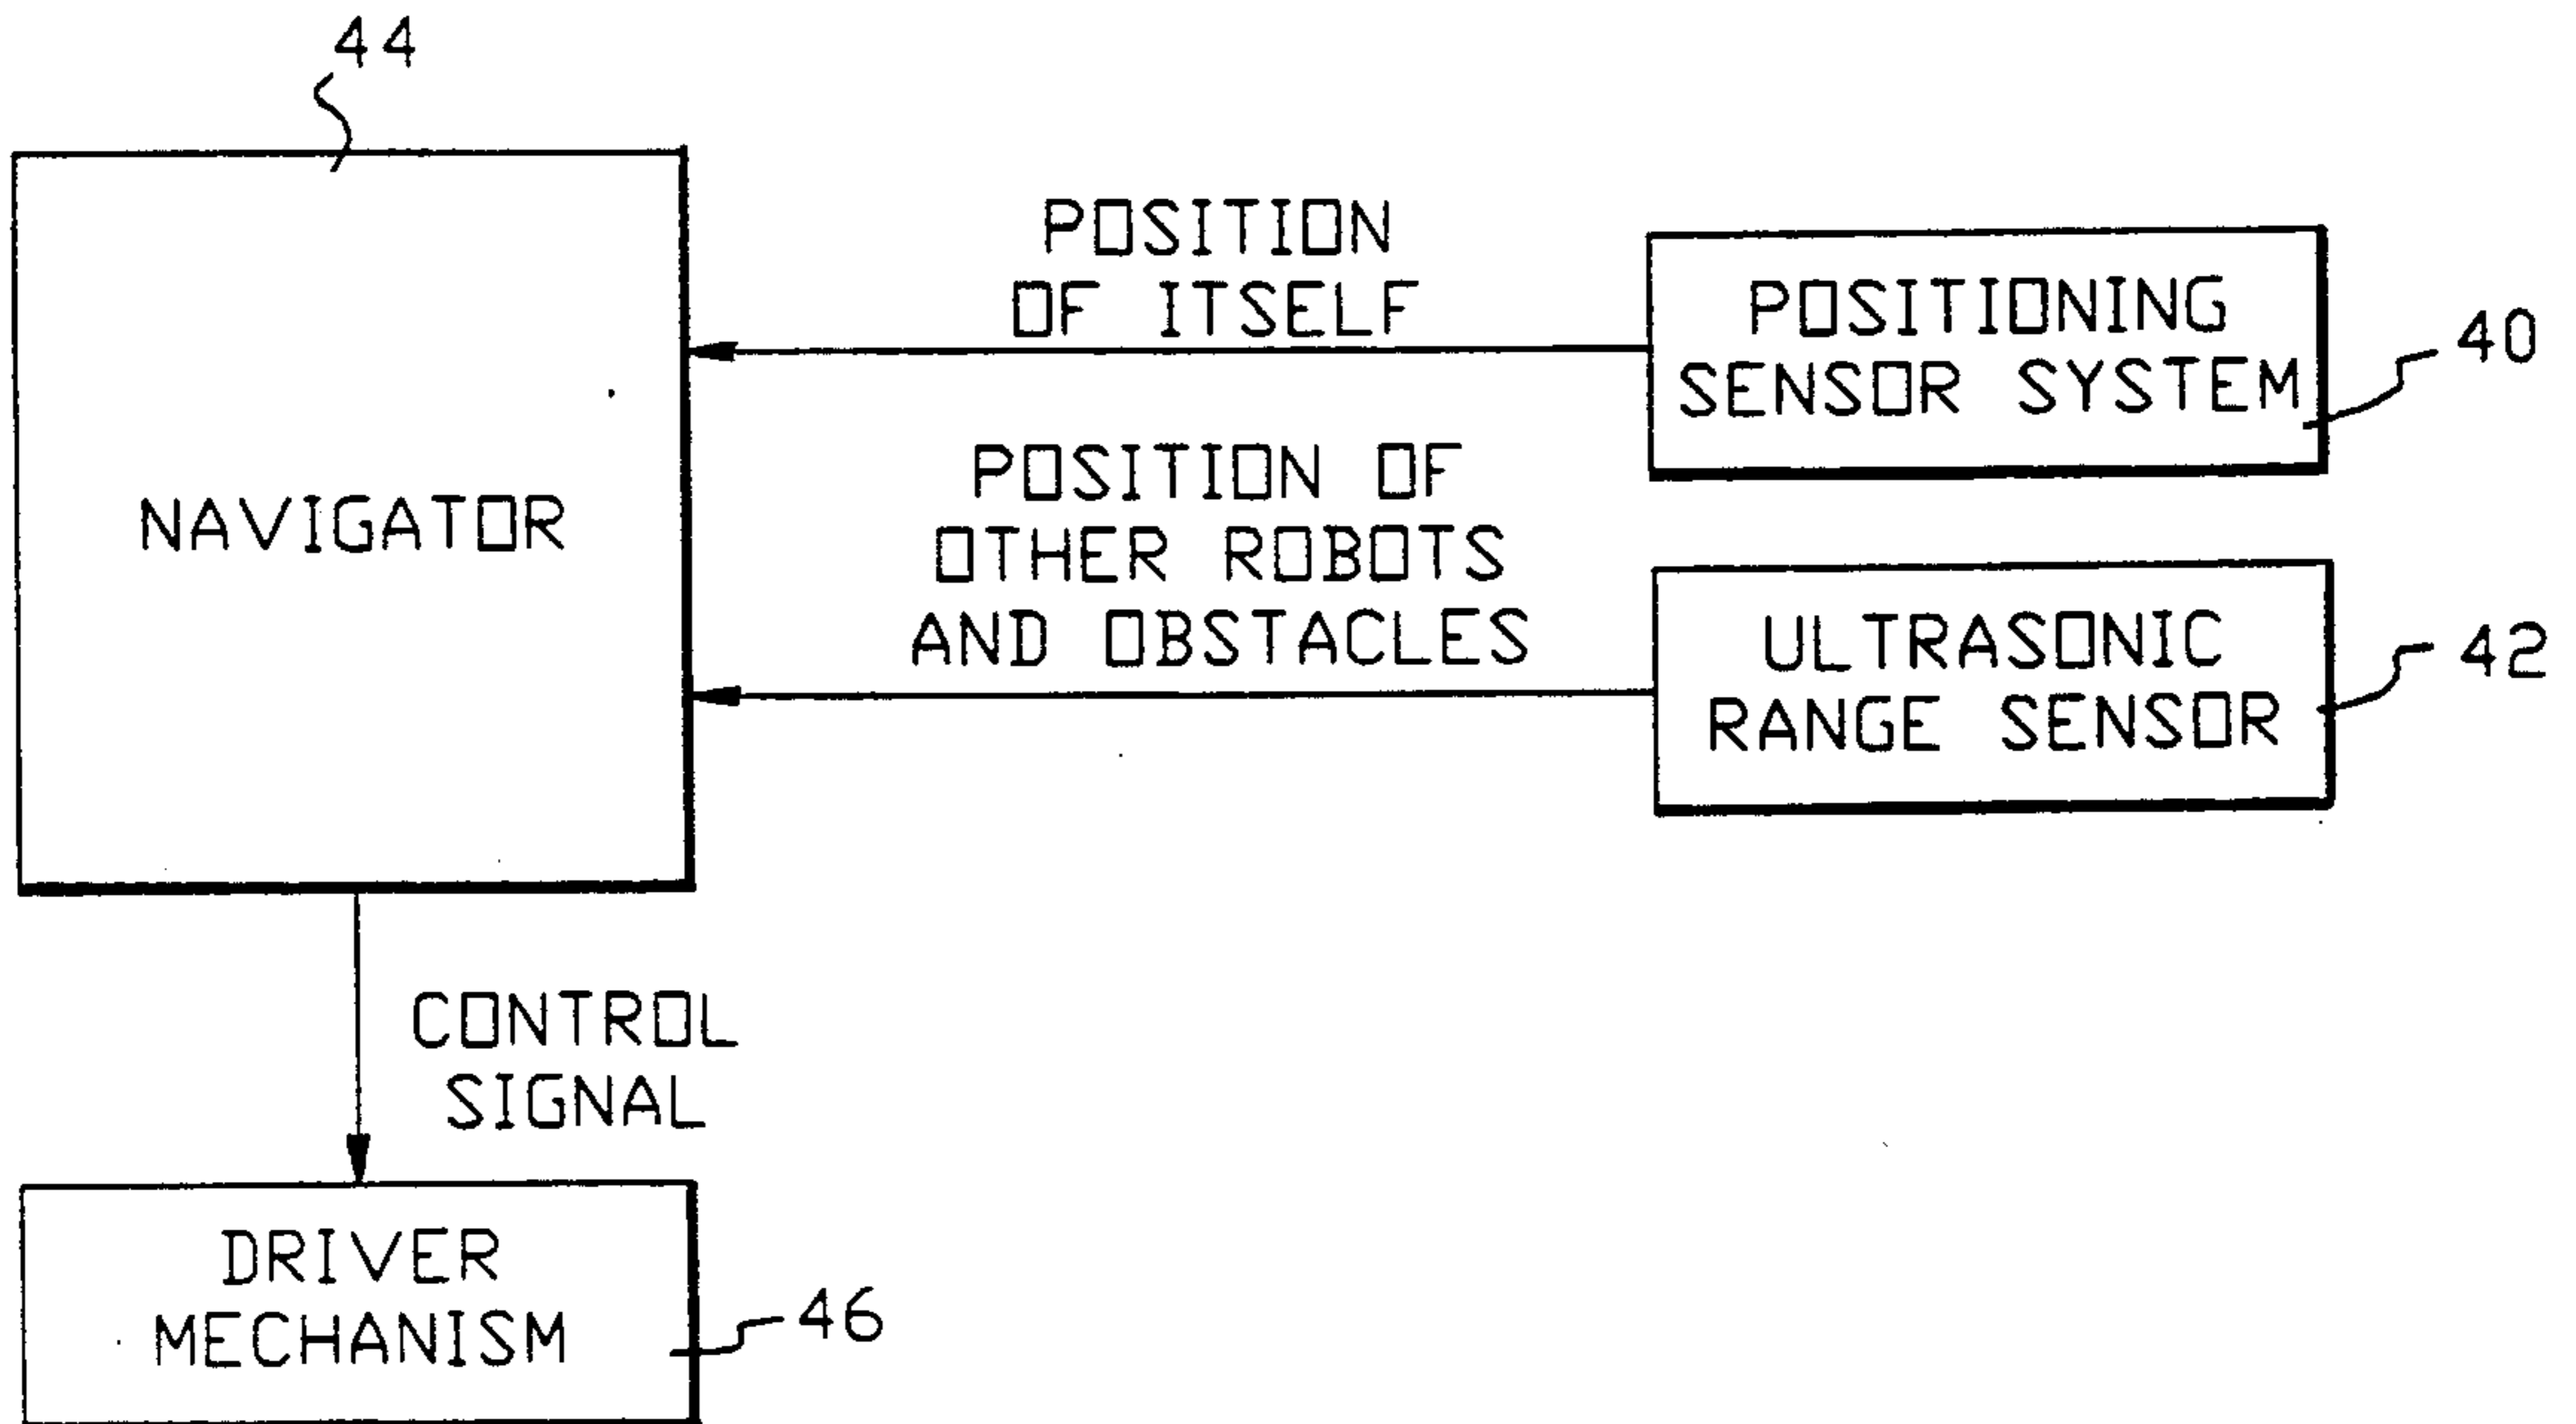 44
NAVIGATOR
POSITION
OF ITSELF
POSITIONING
SENSOR SYSTEM
40
POSITION OF
OTHER ROBOTS
AND OBSTACLES
ULTRASONIC
RANGE SENSOR
42
CONTROL
SIGNAL
DRIVER
MECHANISM
46